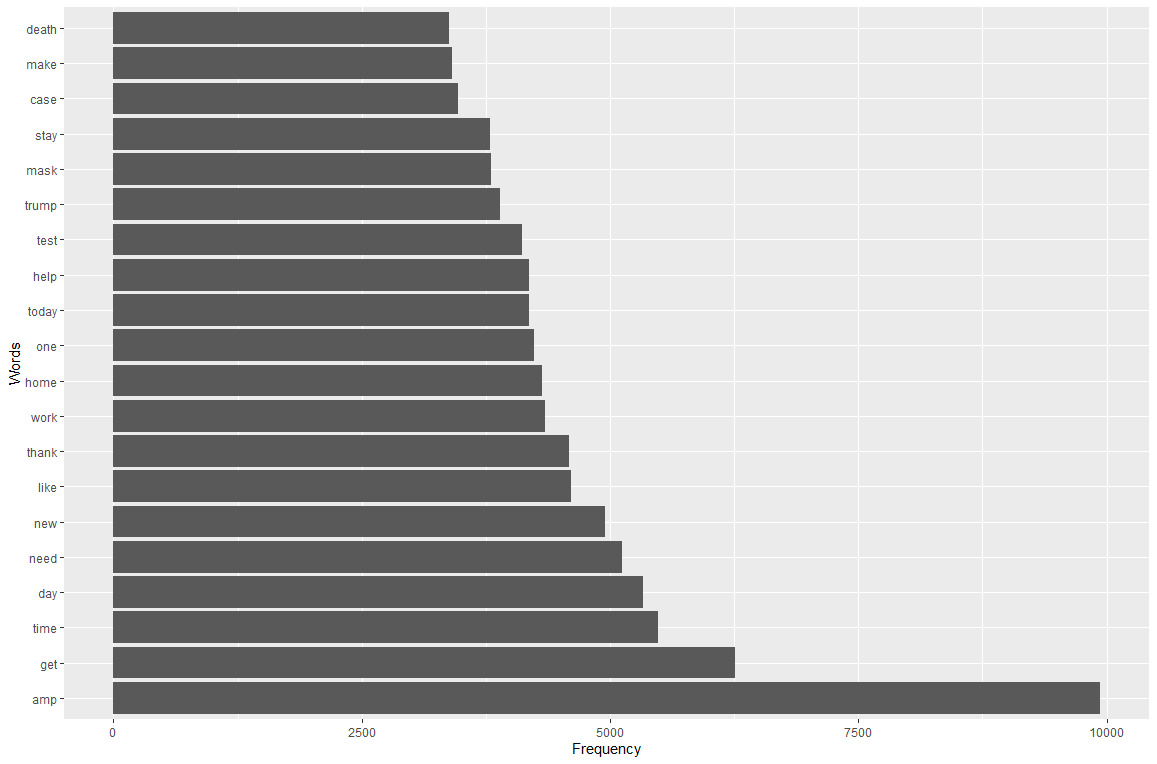 death
make
case
stay
mask
trump
test
help
today
one
home
work
thank
like
new
need
day
time
get
amp
Words
0 2500 5000 7500 10000
Frequency